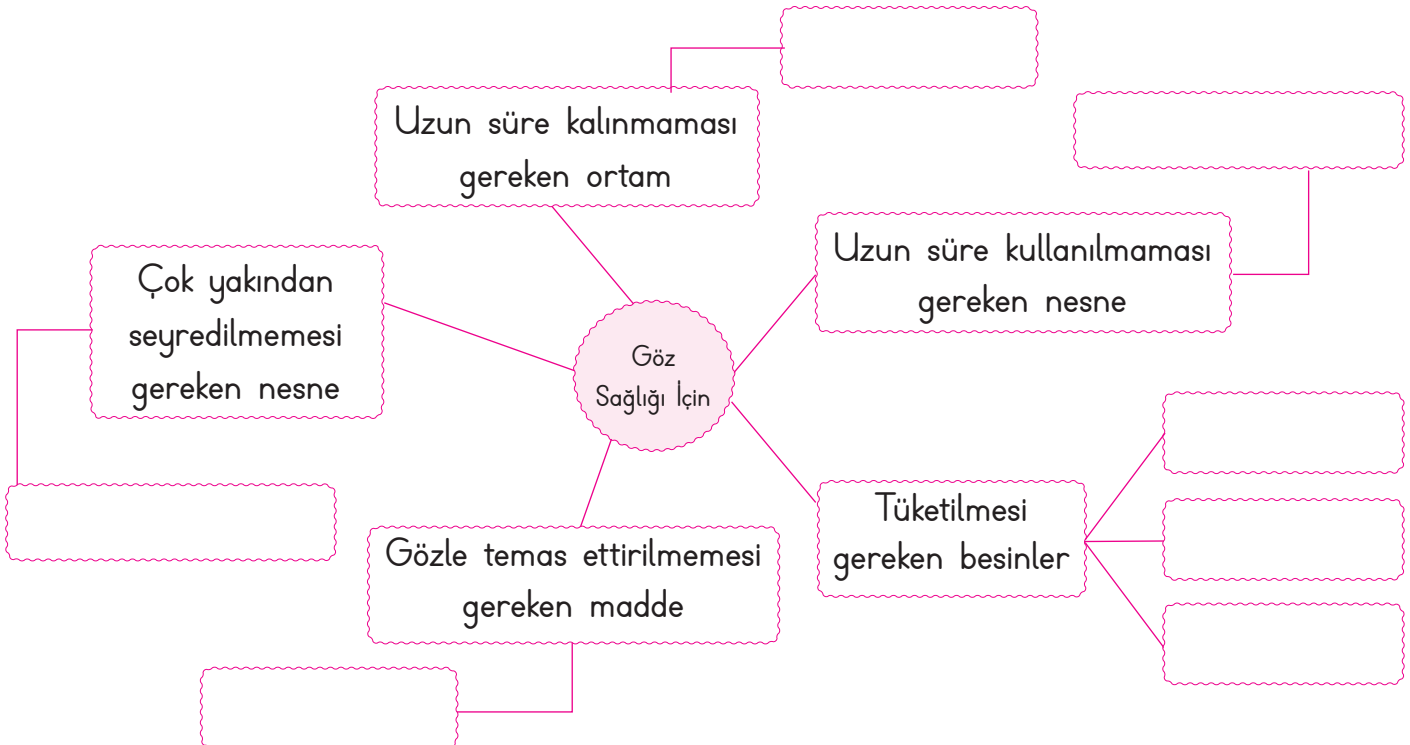 Uzun süre kalınmaması
gereken ortam
Uzun süre kullanılmaması
gereken nesne
Çok yakından
seyredilmemesi
gereken nesne
Göz
Sağlığı İçin
Tüketilmesi
gereken besinler
Gözle temas ettirilmemesi
gereken madde